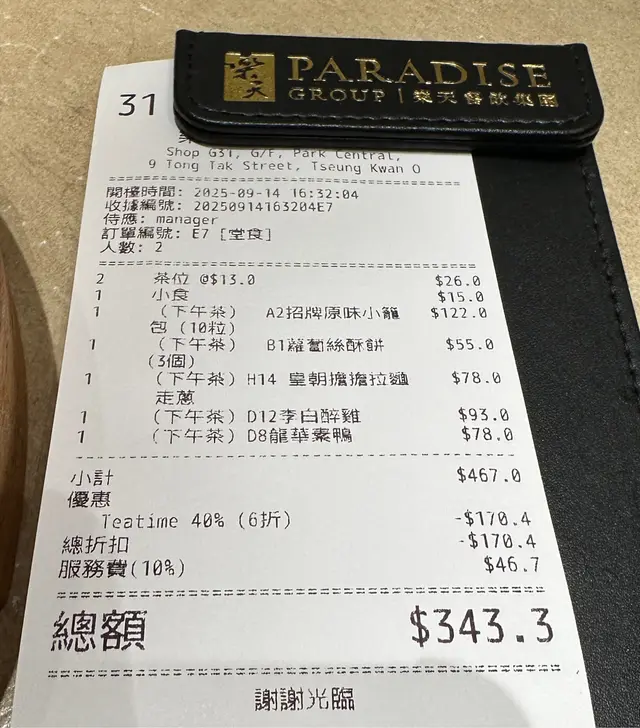 樂天
PARADISE
GROUP | 樂天餐飲集團
31
Shop G31, G/F, Park Central,
9 Tong Tak Street, Tseung Kwan O
開檯時間: 2025-09-14 16:32:04
收據編號: 20250914163204E7
侍應: manager
訂單編號: E7 [堂食]
人數: 2
2 茶位 @$13.0 $26.0
1 小食 $15.0
1 (下午茶) A2招牌原味小籠 $122.0
包 (10粒)
1 (下午茶) B1蘿蔔絲酥餅 $55.0
(3個)
1 (下午茶) H14 皇朝擔擔拉麵 $78.0
走蔥
1 (下午茶) D12李白醉雞 $93.0
1 (下午茶) D8龍華素鴨 $78.0
小計 $467.0
優惠
Teatime 40% (6折) -$170.4
總折扣 -$170.4
服務費(10%) $46.7
總額 $343.3
謝謝光臨